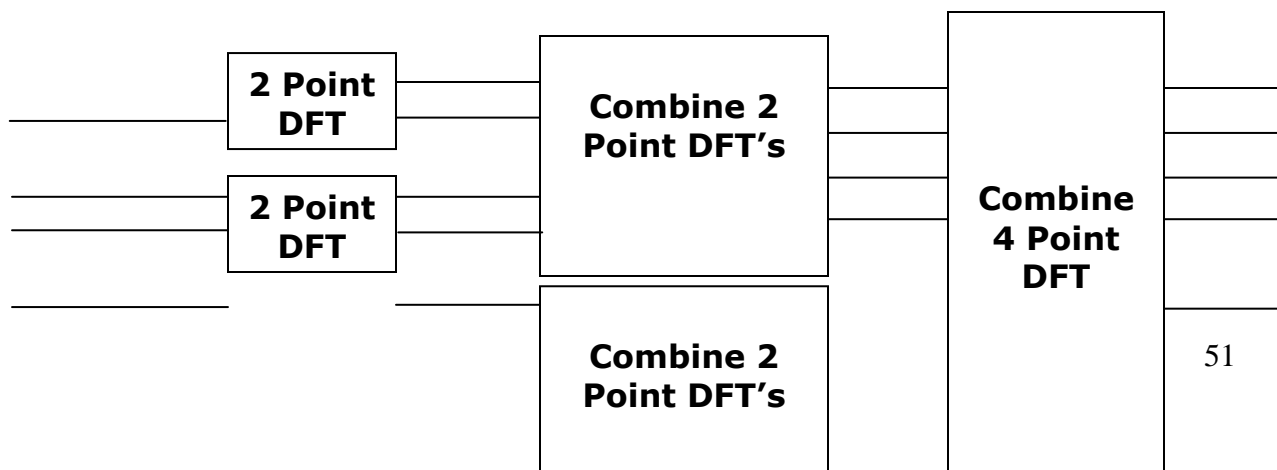 2 Point
DFT
2 Point
DFT
Combine 2
Point DFT’s
Combine 2
Point DFT’s
Combine
4 Point
DFT
51